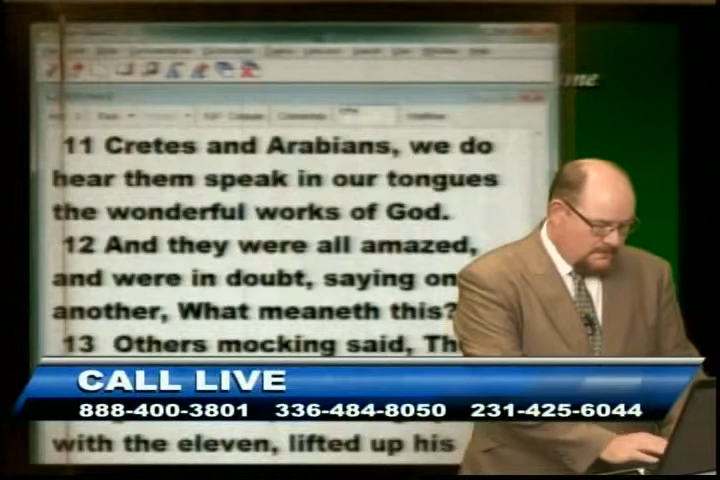 11 Cretes and Arabians, we do
hear them speak in our tongues
the wonderful works of God.
12 And they were all amazed,
and were in doubt, saying on
another, What meaneth this?
13 Others mocking said, Th
CALL LIVE
888-400-3801 336-484-8050 231-425-6044
with the eleven, lifted up his